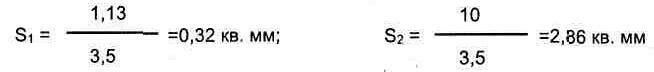 S₁ = 1,13 / 3,5 =0,32 кв. мм; S₂ = 10 / 3,5 =2,86 кв. мм